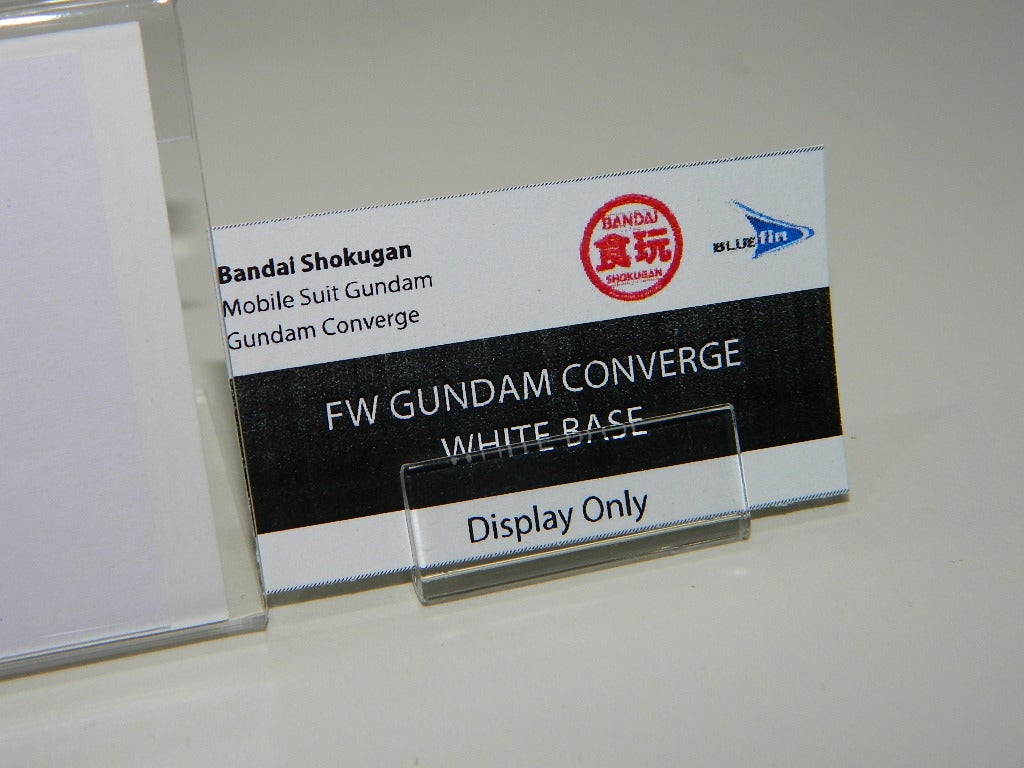 Bandai Shokugan
Mobile Suit Gundam
Gundam Converge
BANDAI
食玩
SHOKUGAN
BLUEfin
FW GUNDAM CONVERGE
WHITE BASE
Display Only